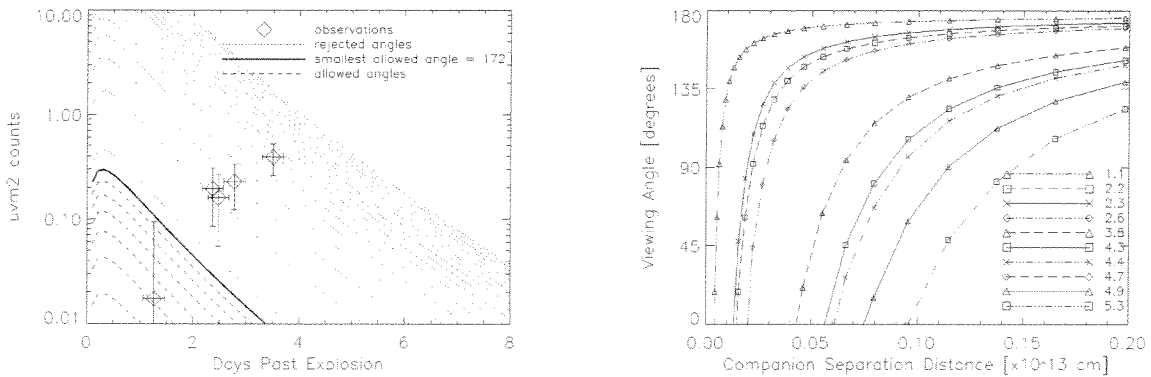 10.00
1.00
0.10
0.01
uvm2 counts
observations
rejected angles
smallest allowed angle = 172
allowed angles
0 2 4 6 8
Days Past Explosion
180
135
90
45
0
Viewing Angle [degrees]
1.1
2.2
2.3
2.6
3.8
4.3
4.4
4.7
4.9
5.3
0.00 0.05 0.10 0.15 0.20
Companion Separation Distance [x10^13 cm]